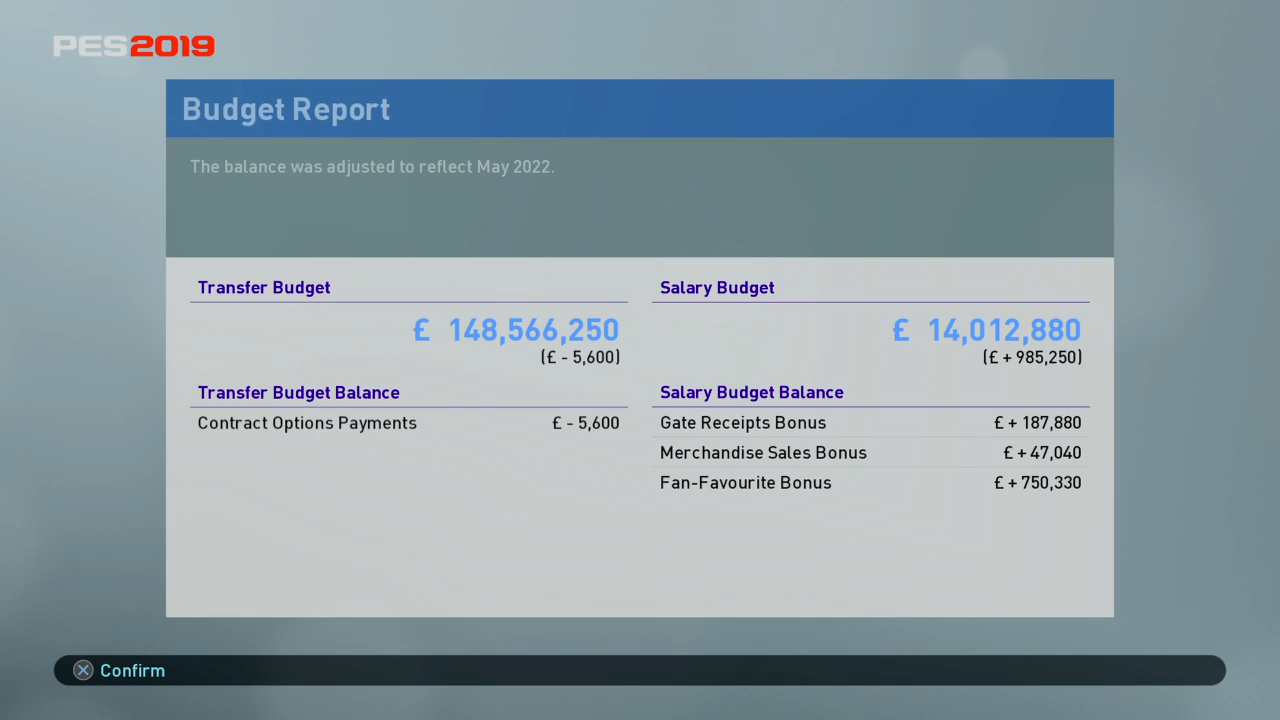 PES2019
Budget Report
The balance was adjusted to reflect May 2022.
Transfer Budget
£ 148,566,250
(£ - 5,600)
Transfer Budget Balance
Contract Options Payments £ - 5,600
Salary Budget
£ 14,012,880
(£ + 985,250)
Salary Budget Balance
Gate Receipts Bonus £ + 187,880
Merchandise Sales Bonus £ + 47,040
Fan-Favourite Bonus £ + 750,330
Confirm